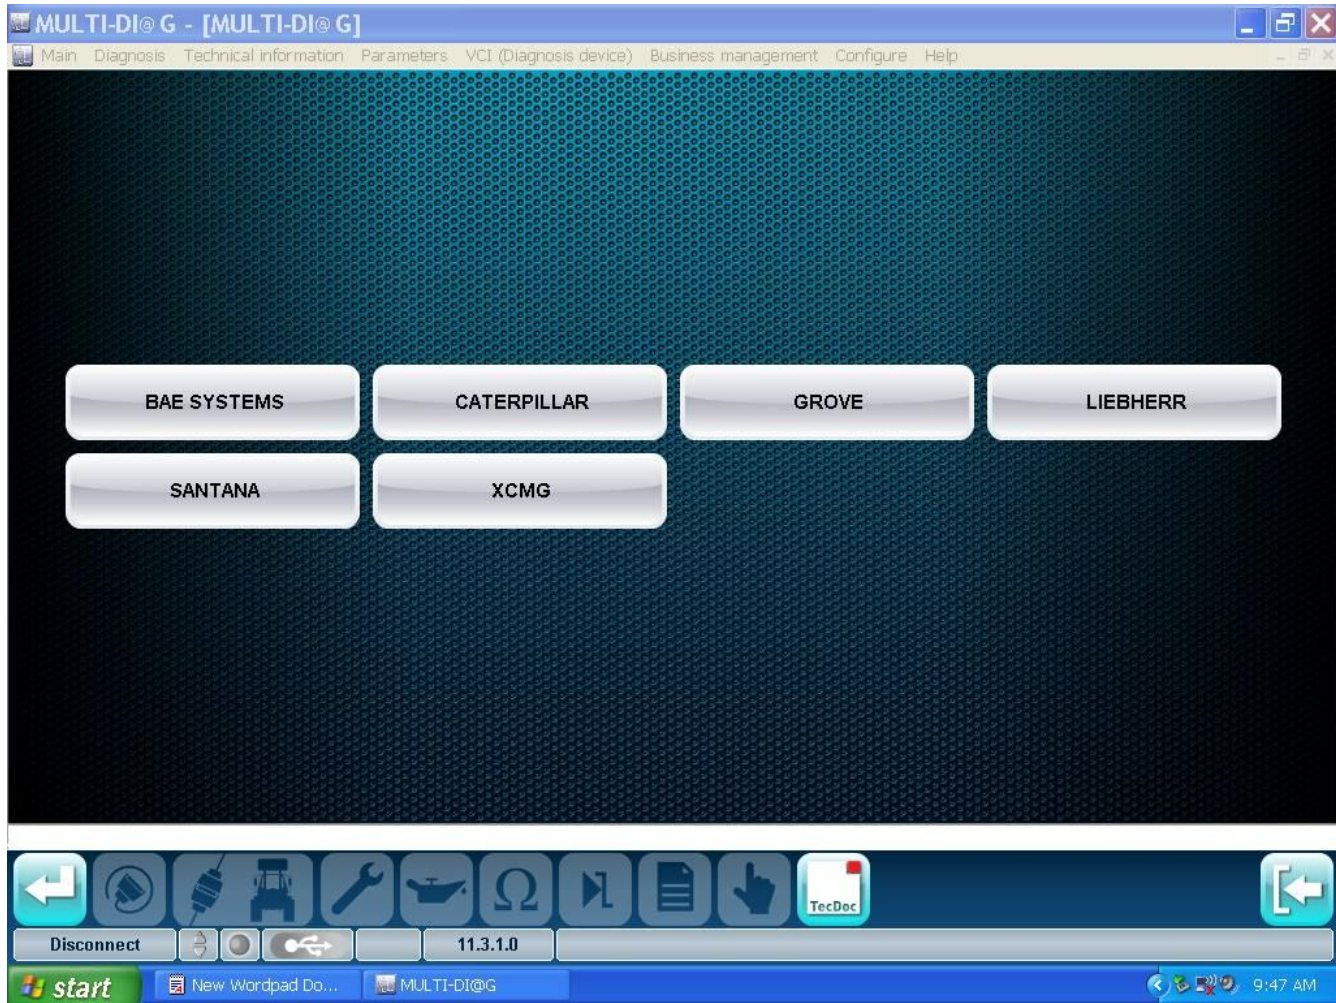 MULTI-DI@G - [MULTI-DI@G]
Main Diagnosis Technical information Parameters VCI (Diagnosis device) Business management Configure Help
BAE SYSTEMS CATERPILLAR GROVE LIEBHERR
SANTANA XCMG
Ω TecDoc
Disconnect 11.3.1.0
start New Wordpad Do... MULTI-DI@G 9:47 AM